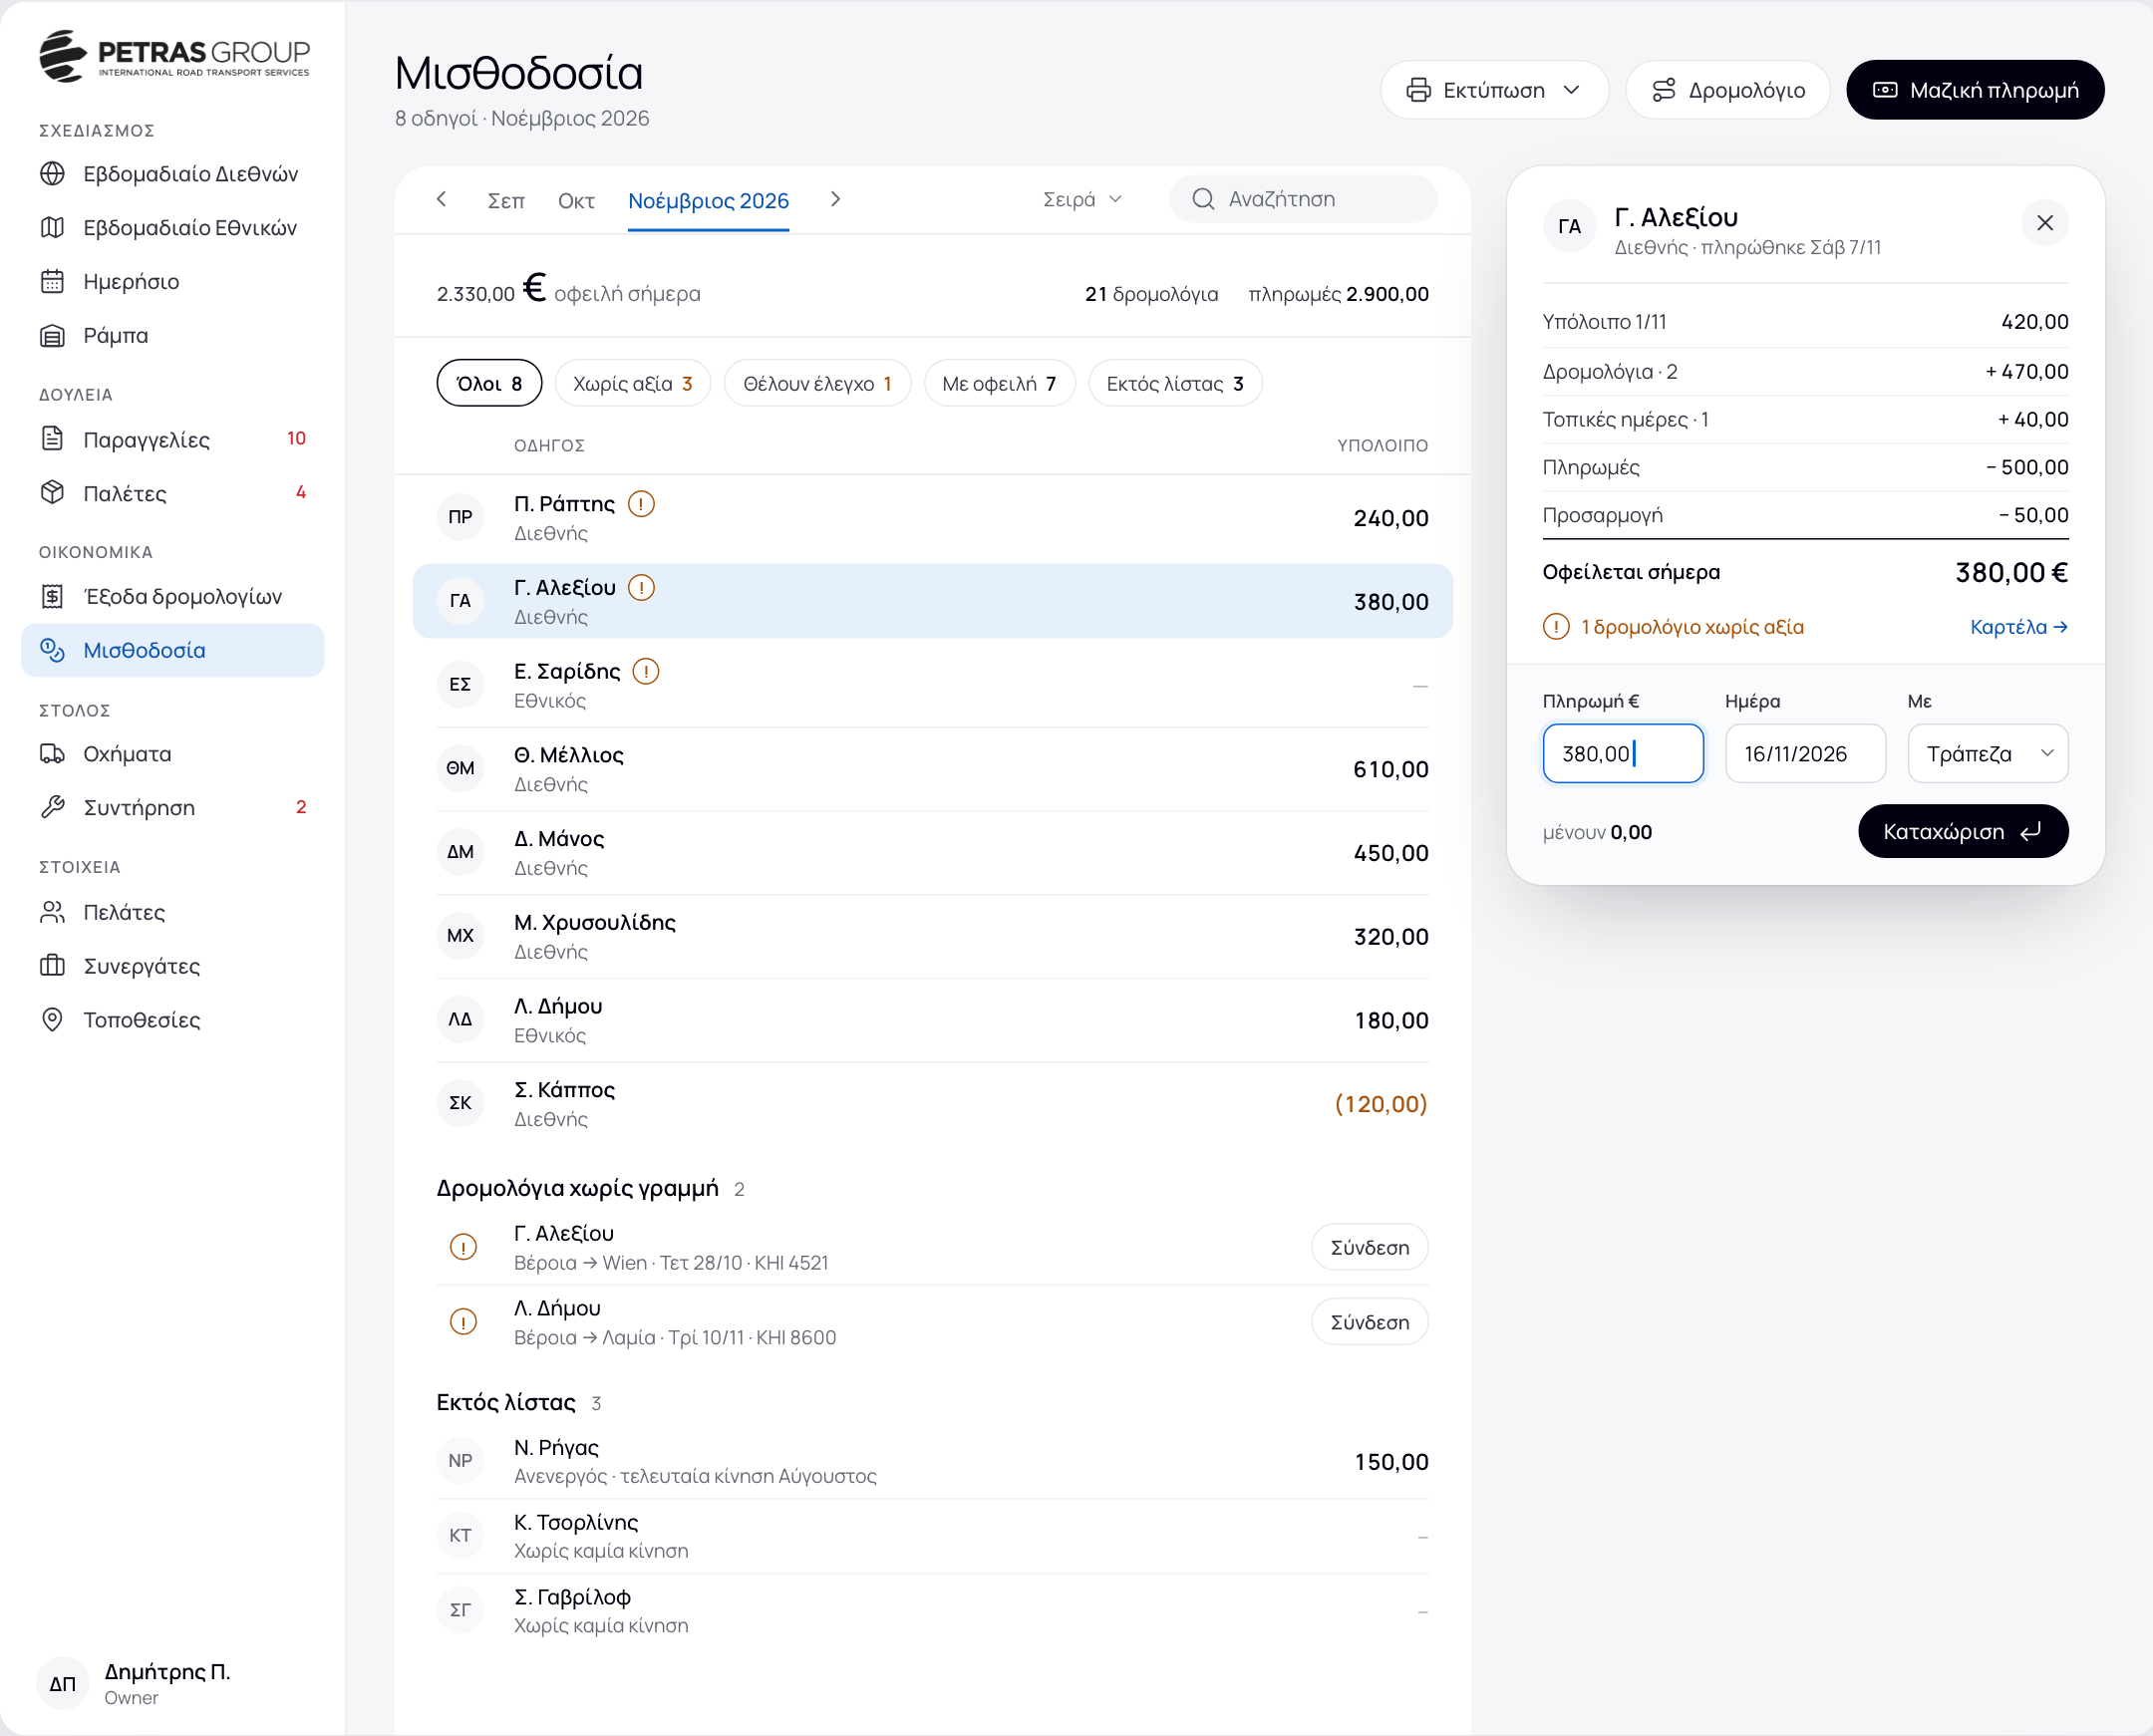 PETRAS GROUP
INTERNATIONAL ROAD TRANSPORT SERVICES
ΣΧΕΔΙΑΣΜΟΣ
Εβδομαδιαίο Διεθνών
Εβδομαδιαίο Εθνικών
Ημερήσιο
Ράμπα
ΔΟΥΛΕΙΑ
Παραγγελίες 10
Παλέτες 4
ΟΙΚΟΝΟΜΙΚΑ
Έξοδα δρομολογίων
Μισθοδοσία
ΣΤΟΛΟΣ
Οχήματα
Συντήρηση 2
ΣΤΟΙΧΕΙΑ
Πελάτες
Συνεργάτες
Τοποθεσίες
ΔΠ
Δημήτρης Π.
Owner
Μισθοδοσία
8 οδηγοί · Νοέμβριος 2026
Εκτύπωση
Δρομολόγιο
Μαζική πληρωμή
Σεπ Οκτ Νοέμβριος 2026
Σειρά
Αναζήτηση
2.330,00 € οφειλή σήμερα
21 δρομολόγια πληρωμές 2.900,00
Όλοι 8
Χωρίς αξία 3
Θέλουν έλεγχο 1
Με οφειλή 7
Εκτός λίστας 3
ΟΔΗΓΟΣ ΥΠΟΛΟΙΠΟ
ΠΡ Π. Ράπτης 240,00
Διεθνής
ΓΑ Γ. Αλεξίου 380,00
Διεθνής
ΕΣ Ε. Σαρίδης —
Εθνικός
ΘΜ Θ. Μέλλιος 610,00
Διεθνής
ΔΜ Δ. Μάνος 450,00
Διεθνής
ΜΧ Μ. Χρυσουλίδης 320,00
Διεθνής
ΛΔ Λ. Δήμου 180,00
Εθνικός
ΣΚ Σ. Κάππος (120,00)
Διεθνής
Δρομολόγια χωρίς γραμμή 2
Γ. Αλεξίου
Βέροια → Wien · Τετ 28/10 · ΚΗΙ 4521
Σύνδεση
Λ. Δήμου
Βέροια → Λαμία · Τρί 10/11 · ΚΗΙ 8600
Σύνδεση
Εκτός λίστας 3
ΝΡ Ν. Ρήγας 150,00
Ανενεργός · τελευταία κίνηση Αύγουστος
ΚΤ Κ. Τσορλίνης –
Χωρίς καμία κίνηση
ΣΓ Σ. Γαβρίλοφ –
Χωρίς καμία κίνηση
ΓΑ Γ. Αλεξίου
Διεθνής · πληρώθηκε Σάβ 7/11
Υπόλοιπο 1/11 420,00
Δρομολόγια · 2 + 470,00
Τοπικές ημέρες · 1 + 40,00
Πληρωμές − 500,00
Προσαρμογή − 50,00
Οφείλεται σήμερα 380,00 €
1 δρομολόγιο χωρίς αξία
Καρτέλα →
Πληρωμή € Ημέρα Με
380,00 16/11/2026 Τράπεζα
μένουν 0,00
Καταχώριση